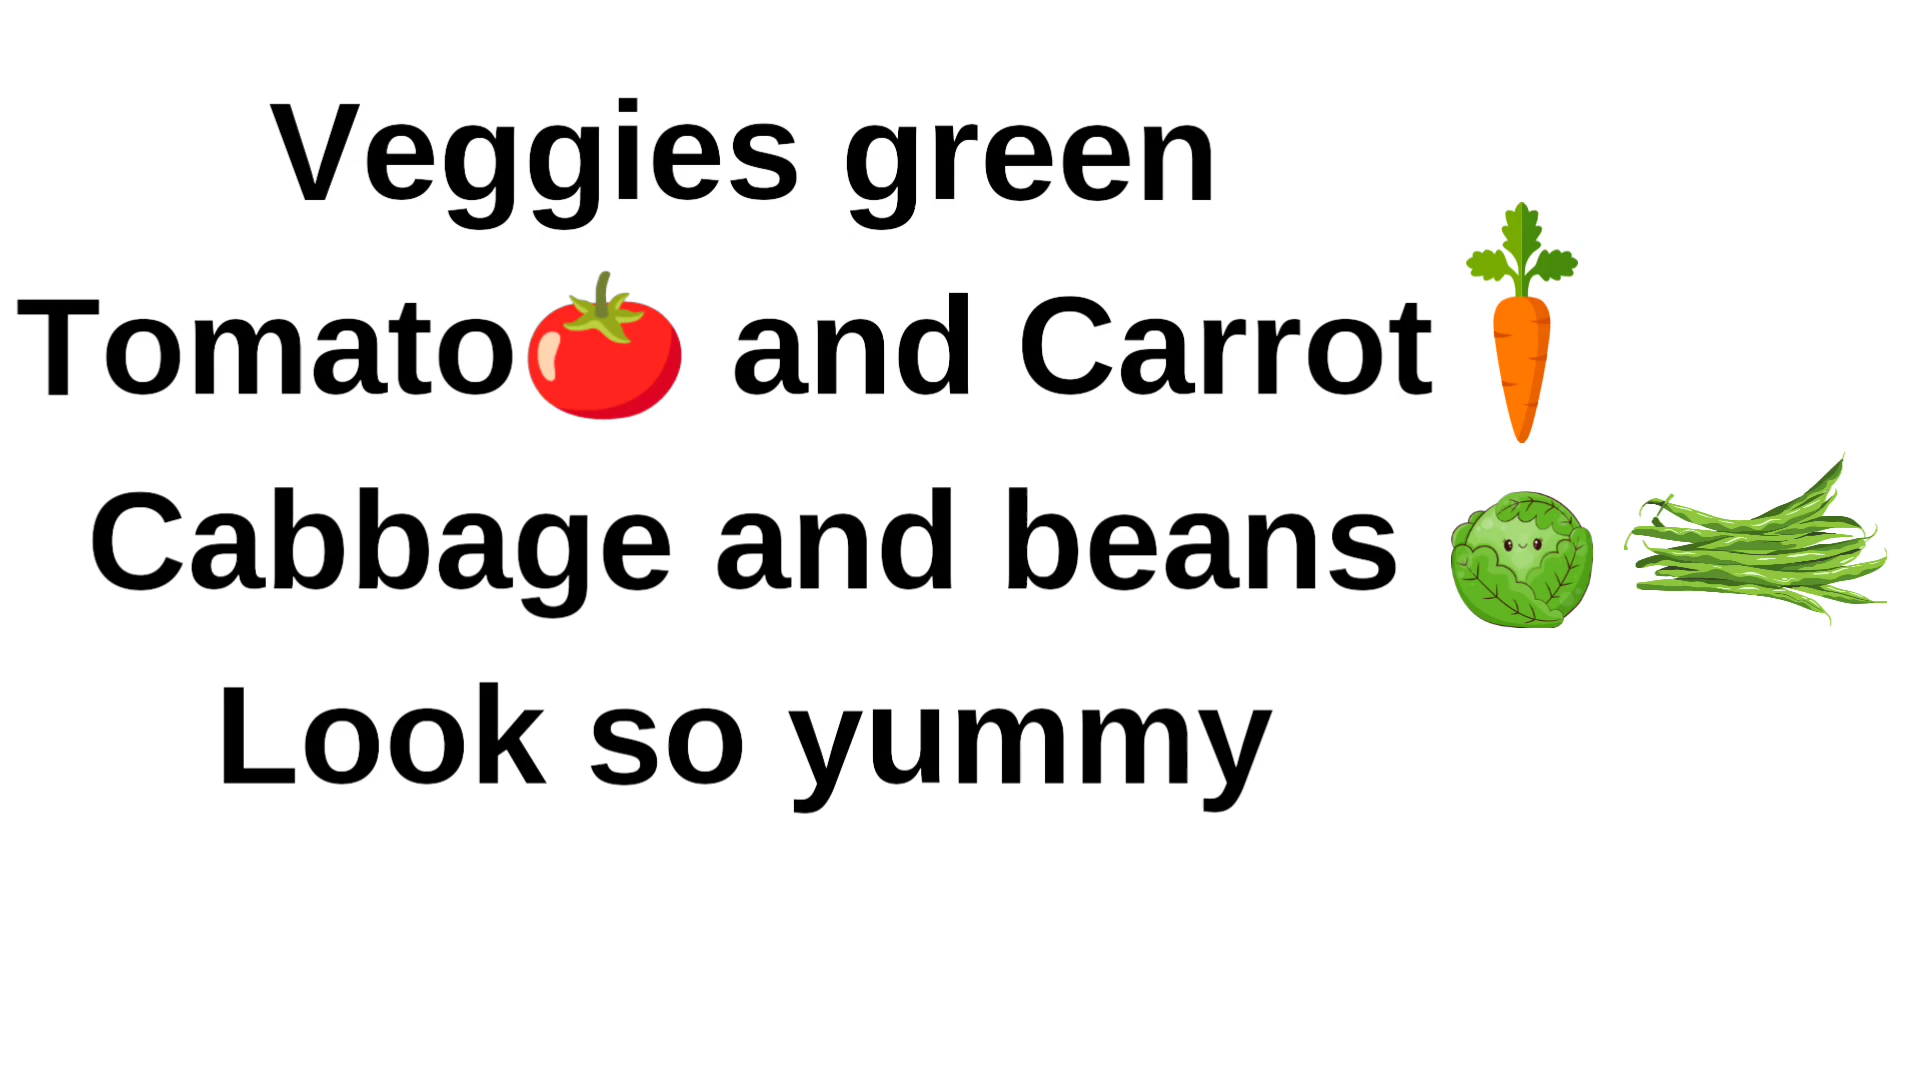 Veggies green
Tomato and Carrot
Cabbage and beans
Look so yummy